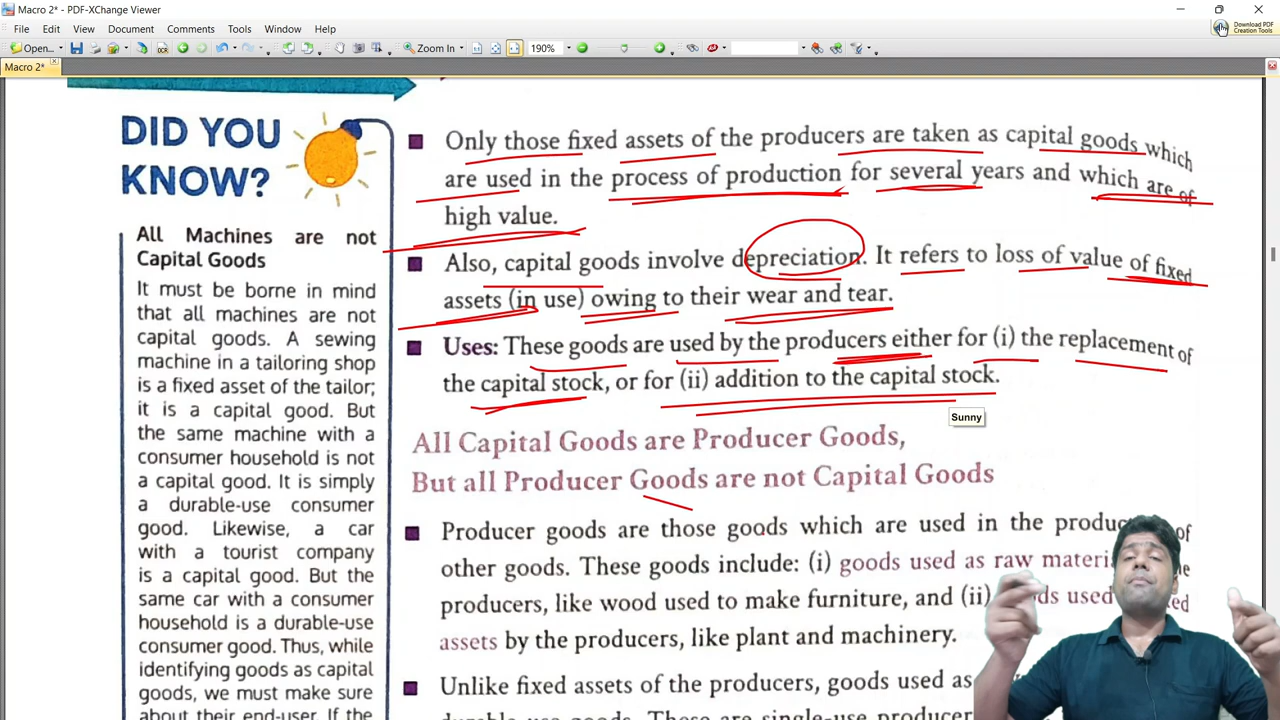 Macro 2* - PDF-XChange Viewer
File Edit View Document Comments Tools Window Help
Download PDF
Creation Tools
Open... Zoom In 190%
Macro 2*
DID YOU
KNOW?
All Machines are not
Capital Goods
It must be borne in mind
that all machines are not
capital goods. A sewing
machine in a tailoring shop
is a fixed asset of the tailor;
it is a capital good. But
the same machine with a
consumer household is not
a capital good. It is simply
a durable-use consumer
good. Likewise, a car
with a tourist company
is a capital good. But the
same car with a consumer
household is a durable-use
consumer good. Thus, while
identifying goods as capital
goods, we must make sure
about their end-user. If the
Only those fixed assets of the producers are taken as capital goods which
are used in the process of production for several years and which are of
high value.
Also, capital goods involve depreciation. It refers to loss of value of fixed
assets (in use) owing to their wear and tear.
Uses: These goods are used by the producers either for (i) the replacement of
the capital stock, or for (ii) addition to the capital stock.
Sunny
All Capital Goods are Producer Goods,
But all Producer Goods are not Capital Goods
Producer goods are those goods which are used in the of
other goods. These goods include: (i) goods used as raw
producers, like wood used to make furniture, and (ii) used
assets by the producers, like plant and machinery.
Unlike fixed assets of the producers, goods used as